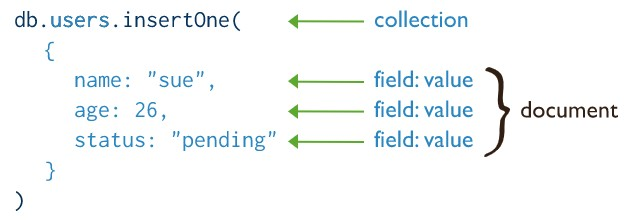 db.users.insertOne( collection
{
name: "sue", field: value
age: 26, field: value document
status: "pending" field: value
}
)